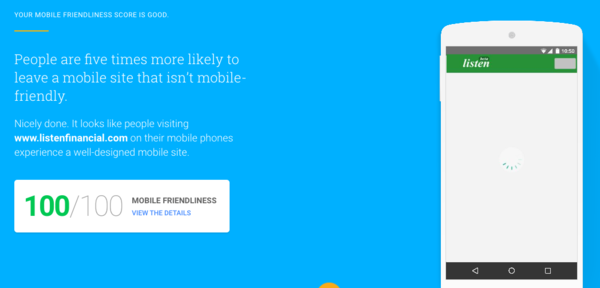 YOUR MOBILE FRIENDLINESS SCORE IS GOOD.
People are five times more likely to
leave a mobile site that isn't mobile-
friendly.
Nicely done. It looks like people visiting
www.listenfinancial.com on their mobile phones
experience a well-designed mobile site.
100/100
MOBILE FRIENDLINESS
VIEW THE DETAILS
10:50
listen